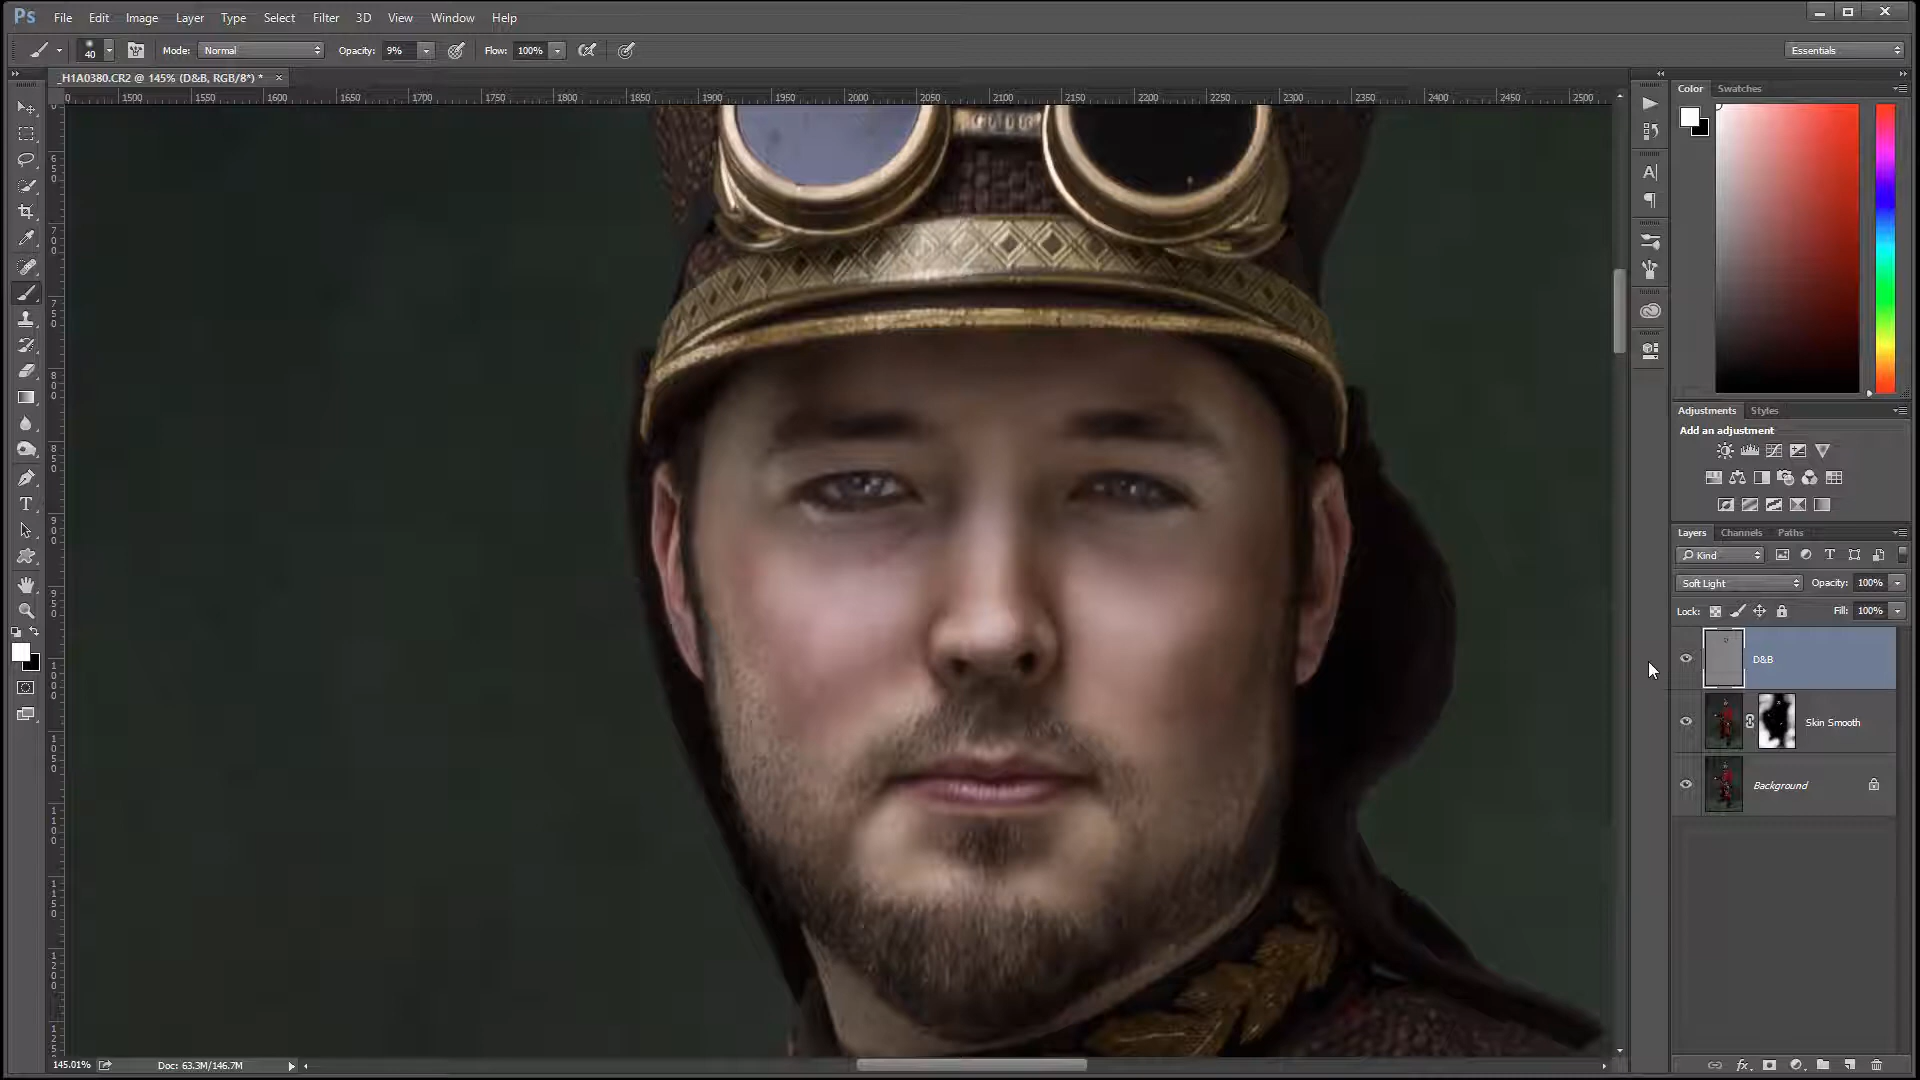 Ps File Edit Image Layer Type Select Filter 3D View Window Help
40 Mode: Normal Opacity: 9% Flow: 100% Essentials
_H1A0380.CR2 @ 145% (D&B, RGB/8*) * ×
1500 1550 1600 1650 1700 1750 1800 1850 1900 1950 2000 2050 2100 2150 2200 2250 2300 2350 2400 2450 2500
Color Swatches
Adjustments Styles
Add an adjustment
Layers Channels Paths
Kind
Soft Light Opacity: 100%
Lock: Fill: 100%
D&B
Skin Smooth
Background
145.01% Doc: 63.3M/146.7M